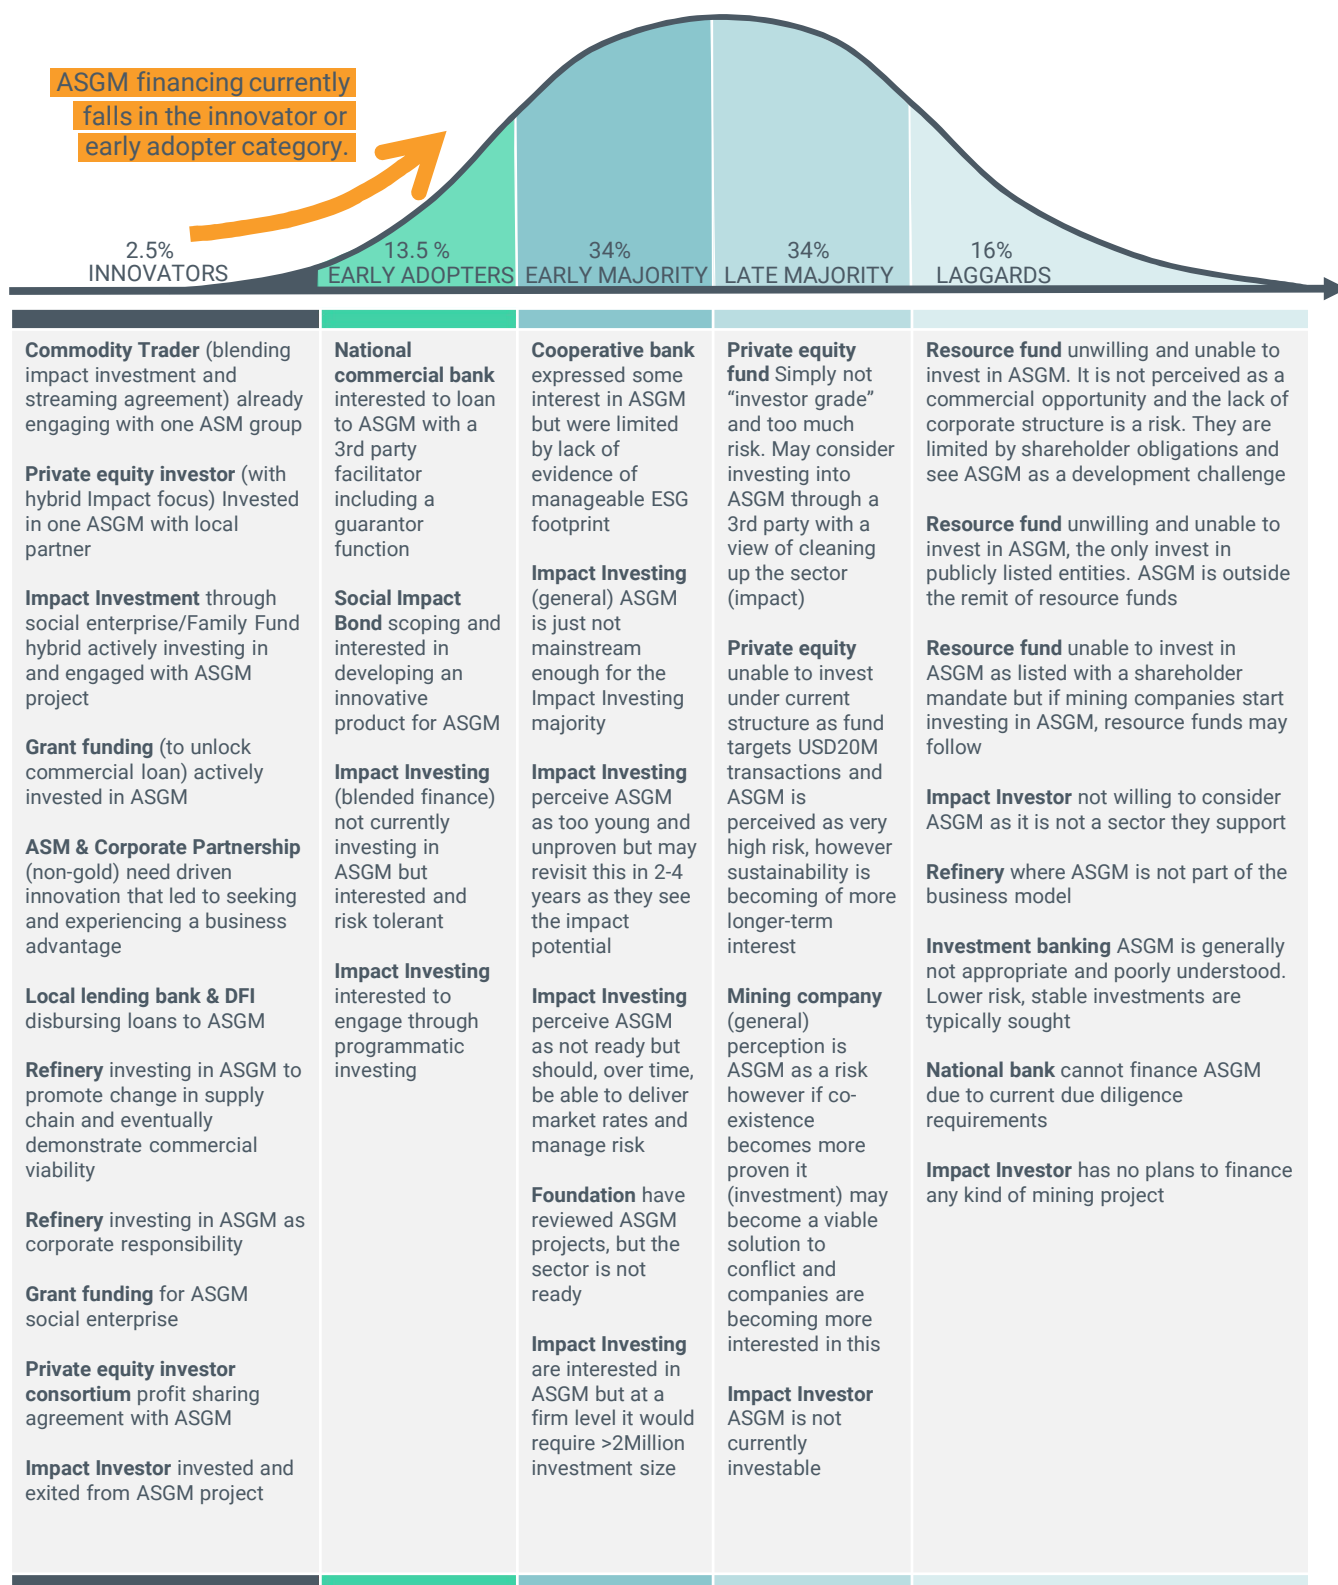 ASGM financing currently
falls in the innovator or
early adopter category.
2.5%
INNOVATORS
13.5 %
EARLY ADOPTERS
34%
EARLY MAJORITY
34%
LATE MAJORITY
16%
LAGGARDS
Commodity Trader (blending
impact investment and
streaming agreement) already
engaging with one ASM group
Private equity investor (with
hybrid Impact focus) Invested
in one ASGM with local
partner
Impact Investment through
social enterprise/Family Fund
hybrid actively investing in
and engaged with ASGM
project
Grant funding (to unlock
commercial loan) actively
invested in ASGM
ASM & Corporate Partnership
(non-gold) need driven
innovation that led to seeking
and experiencing a business
advantage
Local lending bank & DFI
disbursing loans to ASGM
Refinery investing in ASGM to
promote change in supply
chain and eventually
demonstrate commercial
viability
Refinery investing in ASGM as
corporate responsibility
Grant funding for ASGM
social enterprise
Private equity investor
consortium profit sharing
agreement with ASGM
Impact Investor invested and
exited from ASGM project
National
commercial bank
interested to loan
to ASGM with a
3rd party
facilitator
including a
guarantor
function
Social Impact
Bond scoping and
interested in
developing an
innovative
product for ASGM
Impact Investing
(blended finance)
not currently
investing in
ASGM but
interested and
risk tolerant
Impact Investing
interested to
engage through
programmatic
investing
Cooperative bank
expressed some
interest in ASGM
but were limited
by lack of
evidence of
manageable ESG
footprint
Impact Investing
(general) ASGM
is just not
mainstream
enough for the
Impact Investing
majority
Impact Investing
perceive ASGM
as too young and
unproven but may
revisit this in 2-4
years as they see
the impact
potential
Impact Investing
perceive ASGM
as not ready but
should, over time,
be able to deliver
market rates and
manage risk
Foundation have
reviewed ASGM
projects, but the
sector is not
ready
Impact Investing
are interested in
ASGM but at a
firm level it would
require >2Million
investment size
Private equity
fund Simply not
“investor grade”
and too much
risk. May consider
investing into
ASGM through a
3rd party with a
view of cleaning
up the sector
(impact)
Private equity
unable to invest
under current
structure as fund
targets USD20M
transactions and
ASGM is
perceived as very
high risk, however
sustainability is
becoming of more
longer-term
interest
Mining company
(general)
perception is
ASGM as a risk
however if co-
existence
becomes more
proven it
(investment) may
become a viable
solution to
conflict and
companies are
becoming more
interested in this
Impact Investor
ASGM is not
currently
investable
Resource fund unwilling and unable to
invest in ASGM. It is not perceived as a
commercial opportunity and the lack of
corporate structure is a risk. They are
limited by shareholder obligations and
see ASGM as a development challenge
Resource fund unwilling and unable to
invest in ASGM, the only invest in
publicly listed entities. ASGM is outside
the remit of resource funds
Resource fund unable to invest in
ASGM as listed with a shareholder
mandate but if mining companies start
investing in ASGM, resource funds may
follow
Impact Investor not willing to consider
ASGM as it is not a sector they support
Refinery where ASGM is not part of the
business model
Investment banking ASGM is generally
not appropriate and poorly understood.
Lower risk, stable investments are
typically sought
National bank cannot finance ASGM
due to current due diligence
requirements
Impact Investor has no plans to finance
any kind of mining project